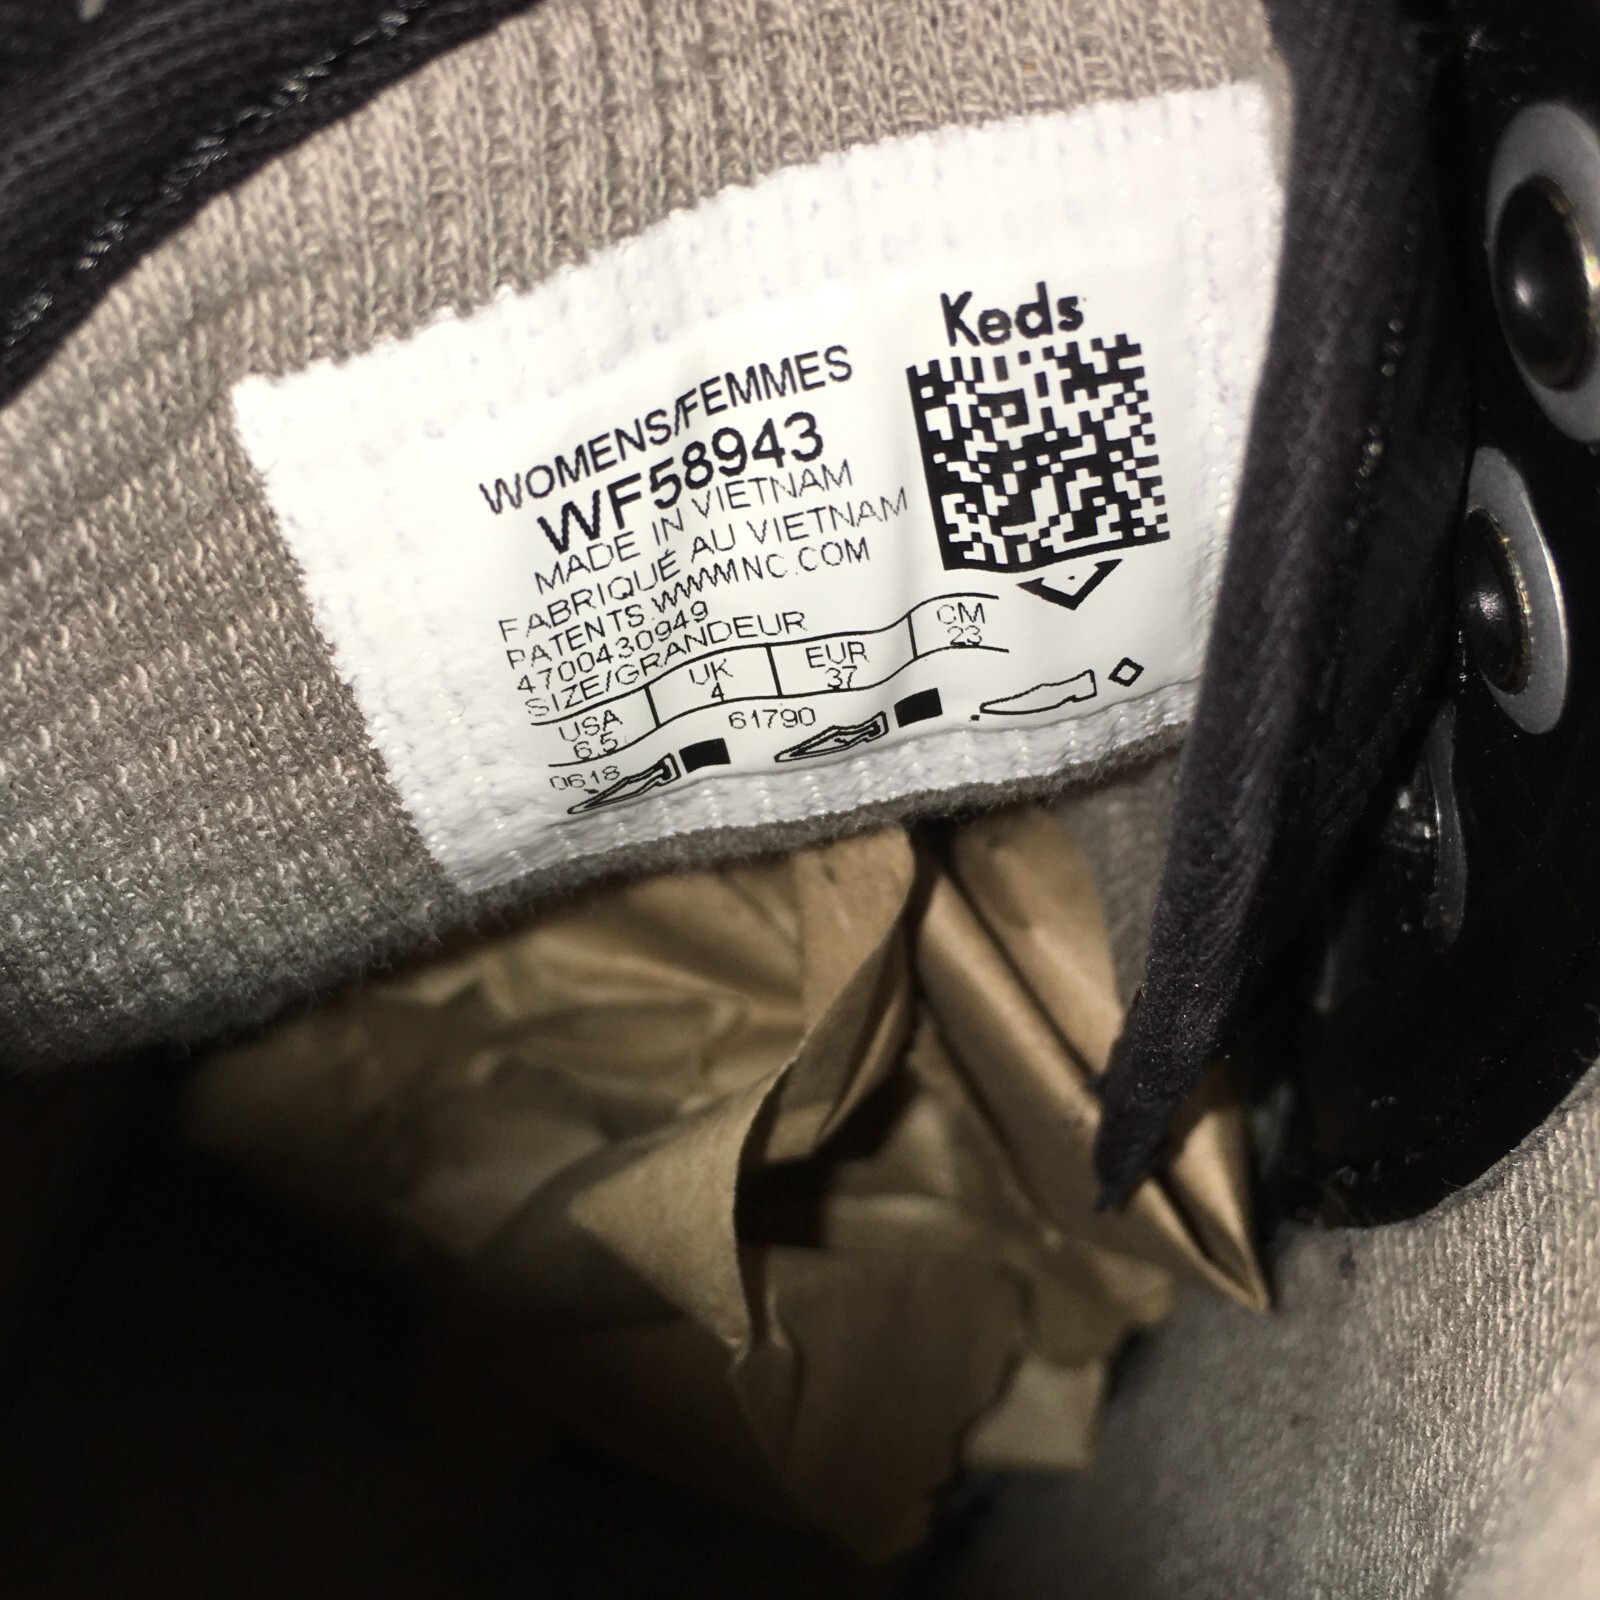 Keds
WOMENS/FEMMES
WF58943
MADE IN VIETNAM
FABRIQUÉ AU VIETNAM
PATENTS:WWWINC.COM
4700430949
SIZE/GRANDEUR
USA UK EUR CM
6.5 4 37 23
0618 61790